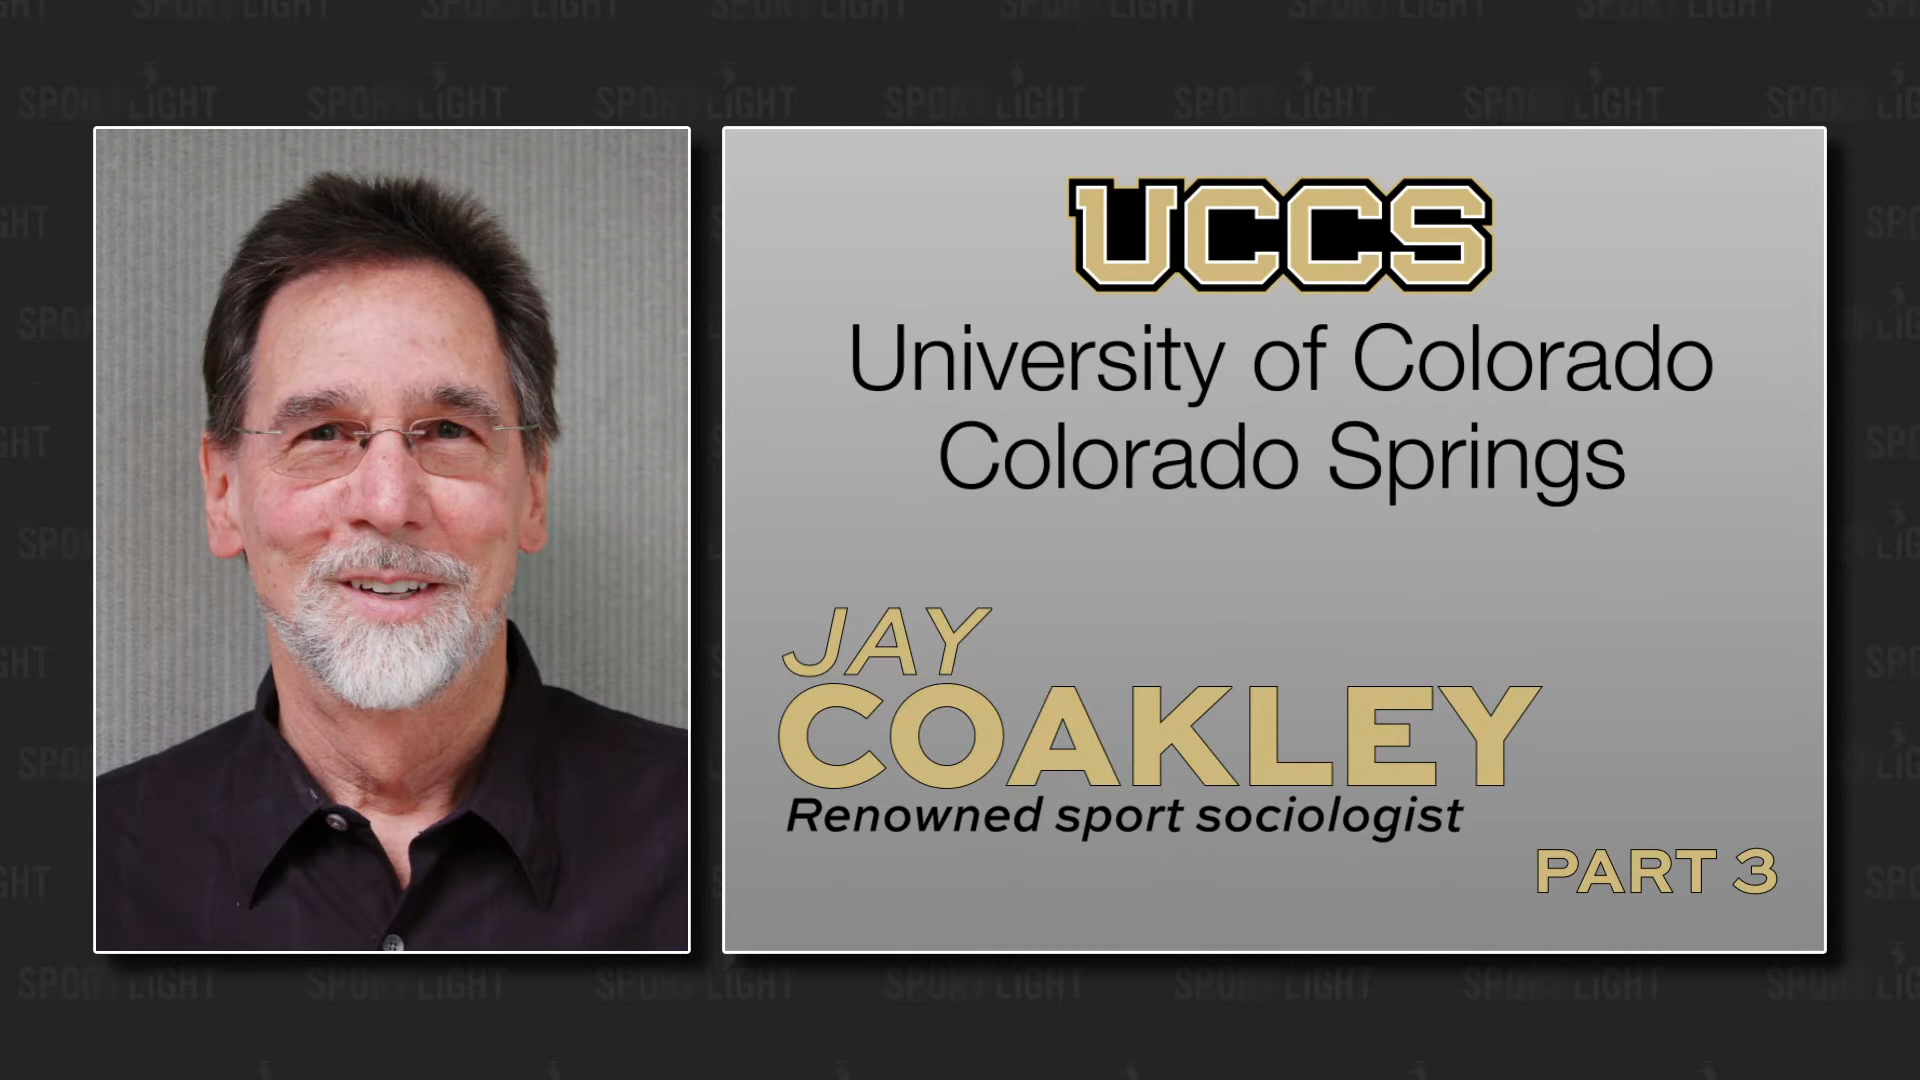 UCCS
University of Colorado
Colorado Springs
JAY
COAKLEY
Renowned sport sociologist
PART 3